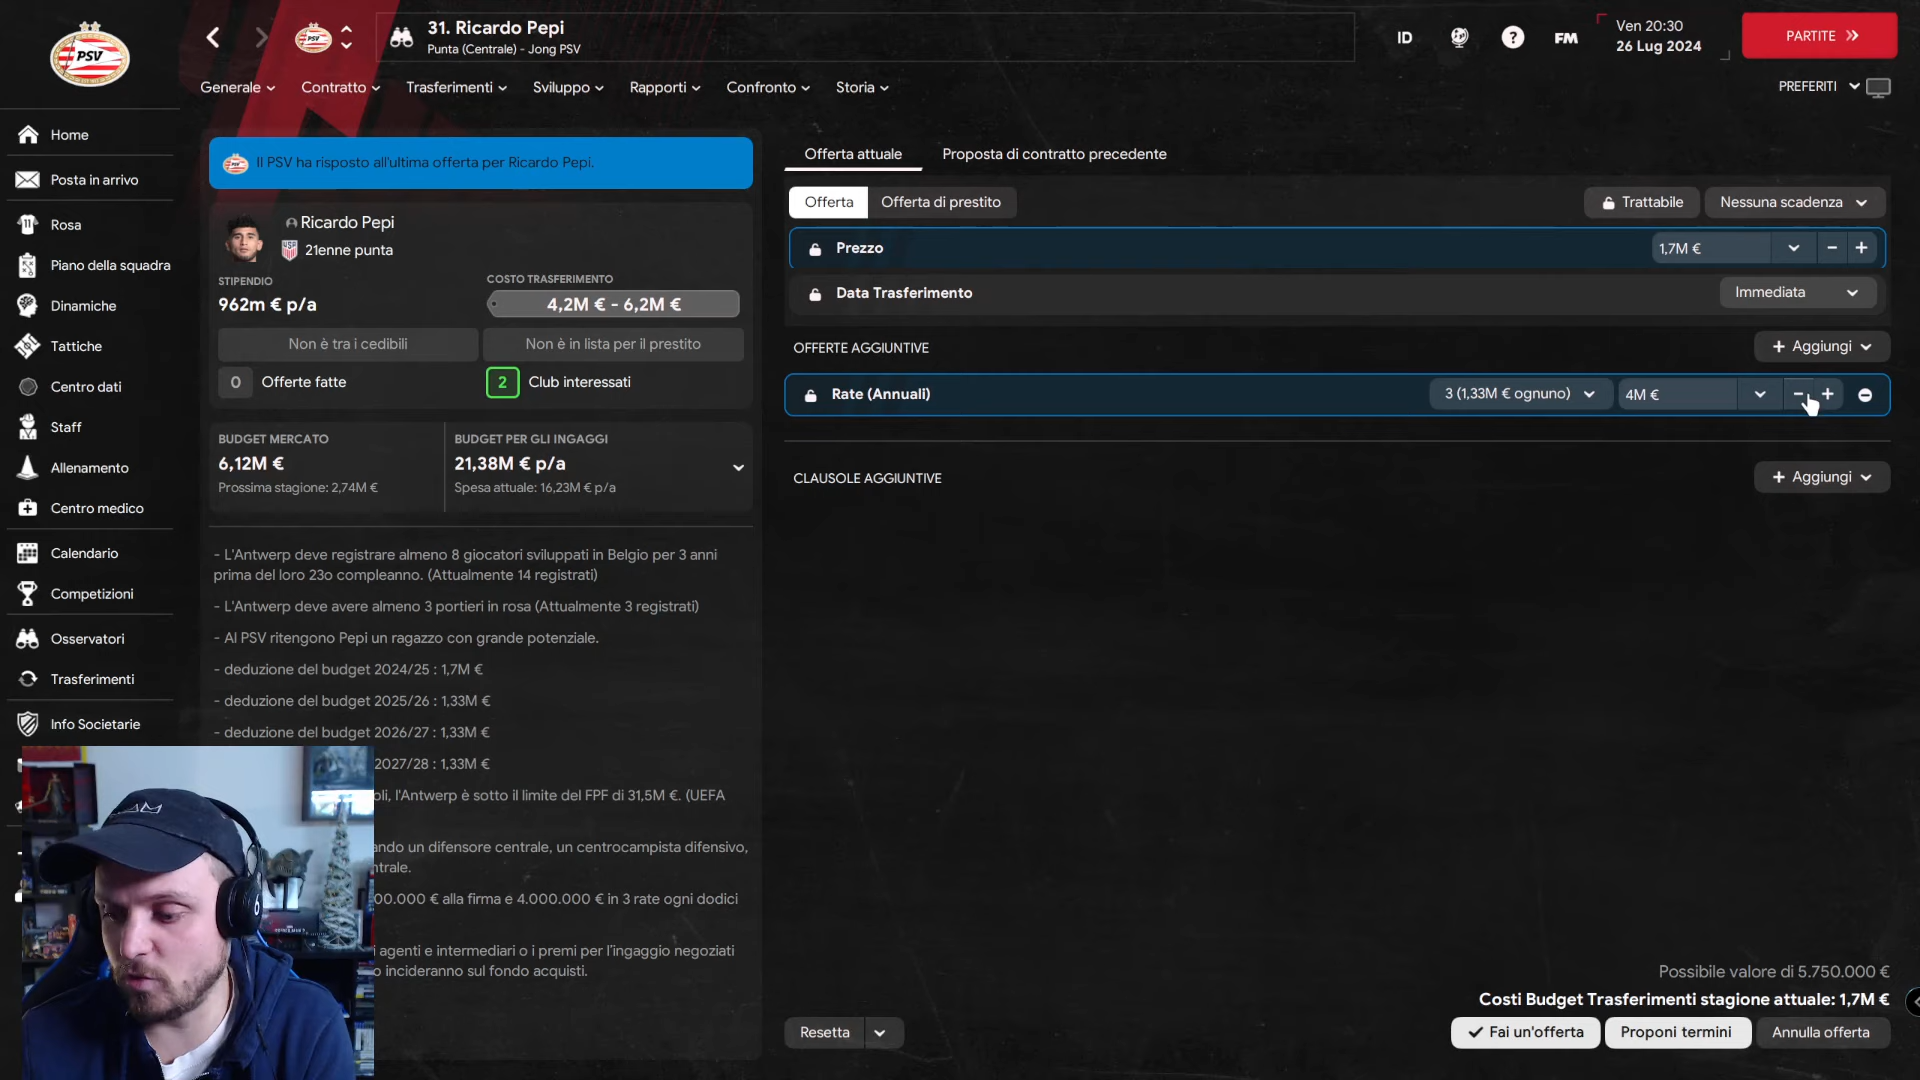 PSV
31. Ricardo Pepi
Punta (Centrale) - Jong PSV
ID
?
FM
Ven 20:30
26 Lug 2024
PARTITE
Generale
Contratto
Trasferimenti
Sviluppo
Rapporti
Confronto
Storia
PREFERITI
Home
Posta in arrivo
Rosa
Piano della squadra
Dinamiche
Tattiche
Centro dati
Staff
Allenamento
Centro medico
Calendario
Competizioni
Osservatori
Trasferimenti
Info Societarie
Il PSV ha risposto all'ultima offerta per Ricardo Pepi.
Ricardo Pepi
USA
21enne punta
STIPENDIO
962m € p/a
COSTO TRASFERIMENTO
4,2M € - 6,2M €
Non è tra i cedibili
Non è in lista per il prestito
0 Offerte fatte
2 Club interessati
BUDGET MERCATO
6,12M €
Prossima stagione: 2,74M €
BUDGET PER GLI INGAGGI
21,38M € p/a
Spesa attuale: 16,23M € p/a
- L'Antwerp deve registrare almeno 8 giocatori sviluppati in Belgio per 3 anni
prima del loro 23o compleanno. (Attualmente 14 registrati)
- L'Antwerp deve avere almeno 3 portieri in rosa (Attualmente 3 registrati)
- Al PSV ritengono Pepi un ragazzo con grande potenziale.
- deduzione del budget 2024/25 : 1,7M €
- deduzione del budget 2025/26 : 1,33M €
- deduzione del budget 2026/27 : 1,33M €
2027/28 : 1,33M €
oli, l'Antwerp è sotto il limite del FPF di 31,5M €. (UEFA
ando un difensore centrale, un centrocampista difensivo,
ntrale.
00.000 € alla firma e 4.000.000 € in 3 rate ogni dodici
i agenti e intermediari o i premi per l'ingaggio negoziati
o incideranno sul fondo acquisti.
Offerta attuale
Proposta di contratto precedente
Offerta
Offerta di prestito
Trattabile
Nessuna scadenza
Prezzo
1,7M €
Data Trasferimento
Immediata
OFFERTE AGGIUNTIVE
+ Aggiungi
Rate (Annuali)
3 (1,33M € ognuno)
4M €
CLAUSOLE AGGIUNTIVE
+ Aggiungi
Possibile valore di 5.750.000 €
Costi Budget Trasferimenti stagione attuale: 1,7M €
Resetta
Fai un'offerta
Proponi termini
Annulla offerta